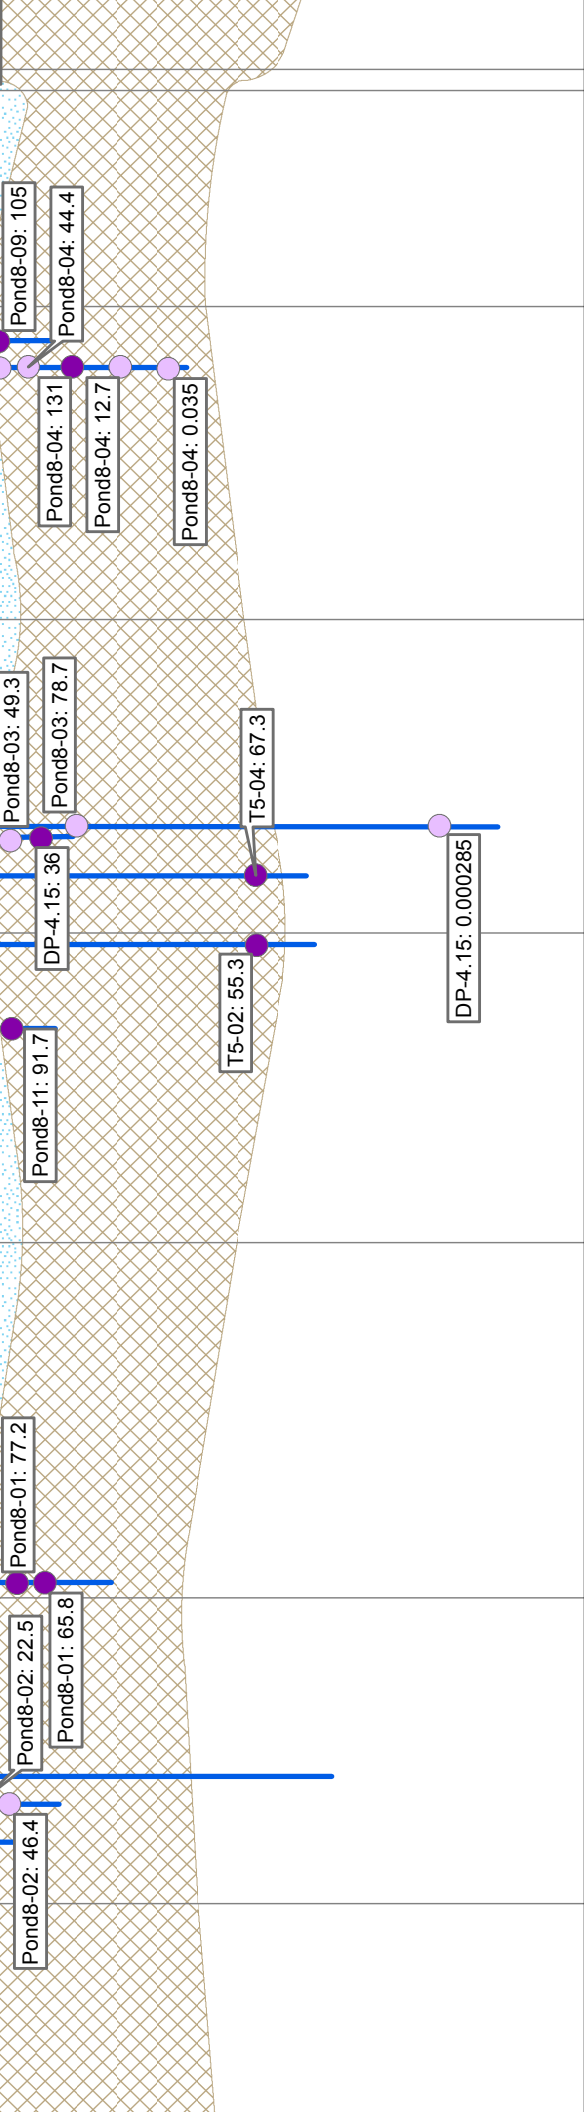 Pond8-09: 105
Pond8-04: 44.4
Pond8-04: 131
Pond8-04: 12.7
Pond8-04: 0.035
Pond8-03: 49.3
Pond8-03: 78.7
T5-04: 67.3
DP-4.15: 36
DP-4.15: 0.000285
T5-02: 55.3
Pond8-11: 91.7
Pond8-01: 77.2
Pond8-01: 65.8
Pond8-02: 22.5
Pond8-02: 46.4